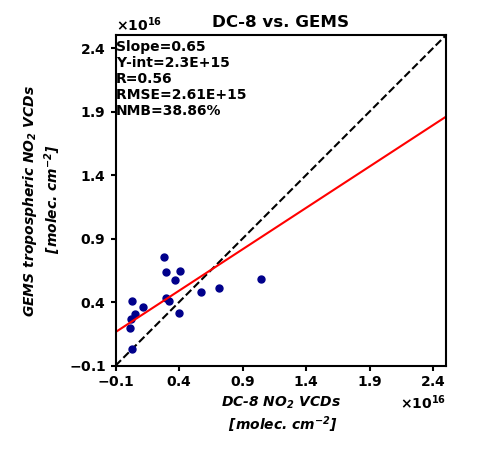 DC-8 vs. GEMS
×10¹⁶
Slope=0.65
Y-int=2.3E+15
R=0.56
RMSE=2.61E+15
NMB=38.86%
GEMS tropospheric NO₂ VCDs
[molec. cm⁻²]
2.4
1.9
1.4
0.9
0.4
−0.1
−0.1 0.4 0.9 1.4 1.9 2.4
×10¹⁶
DC-8 NO₂ VCDs
[molec. cm⁻²]